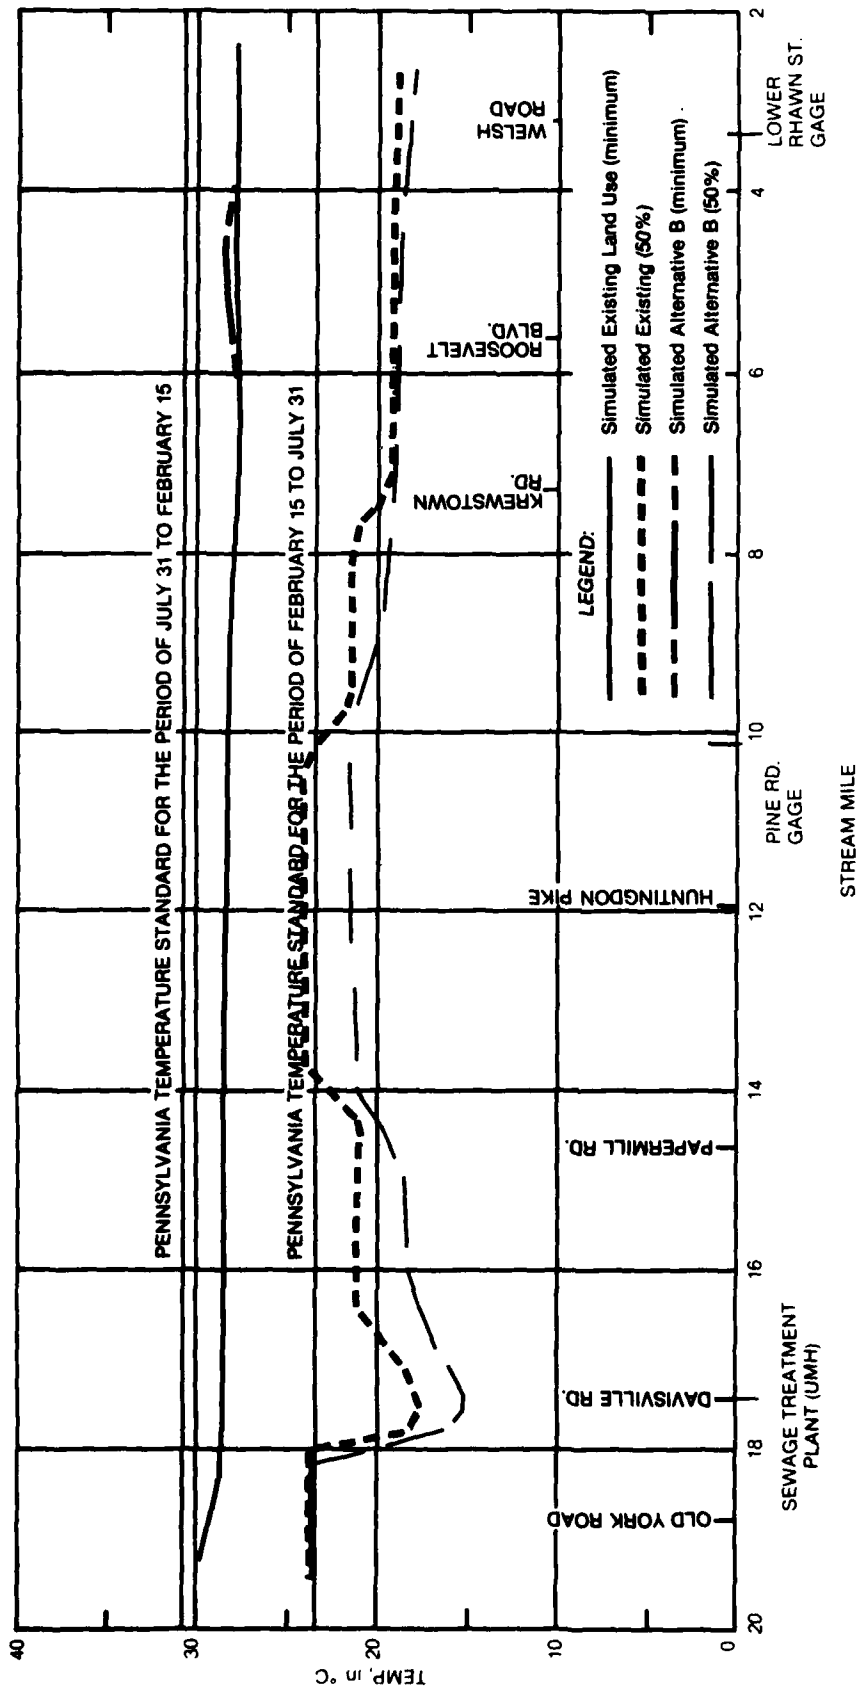 TEMP, in °C
40
30
20
10
0
PENNSYLVANIA TEMPERATURE STANDARD FOR THE PERIOD OF JULY 31 TO FEBRUARY 15
PENNSYLVANIA TEMPERATURE STANDARD FOR THE PERIOD OF FEBRUARY 15 TO JULY 31
OLD YORK ROAD
DAVISVILLE RD.
PAPERMILL RD.
HUNTINGDON PIKE
KREWSTOWN
RD.
ROOSEVELT
BLVD.
WELSH
ROAD
LEGEND:
Simulated Existing Land Use (minimum)
Simulated Existing (50%)
Simulated Alternative B (minimum)
Simulated Alternative B (50%)
20
18
16
14
12
10
8
6
4
2
SEWAGE TREATMENT
PLANT (UMH)
PINE RD.
GAGE
LOWER
RHAWN ST.
GAGE
STREAM MILE